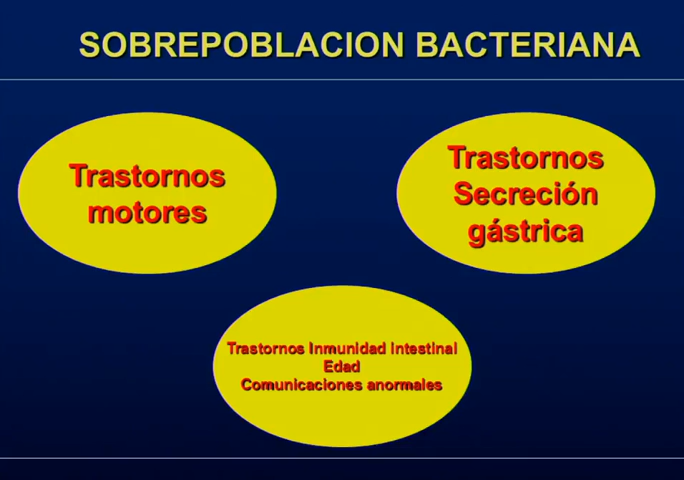 SOBREPOBLACION BACTERIANA
Trastornos
motores
Trastornos
Secreción
gástrica
Trastornos Inmunidad Intestinal
Edad
Comunicaciones anormales